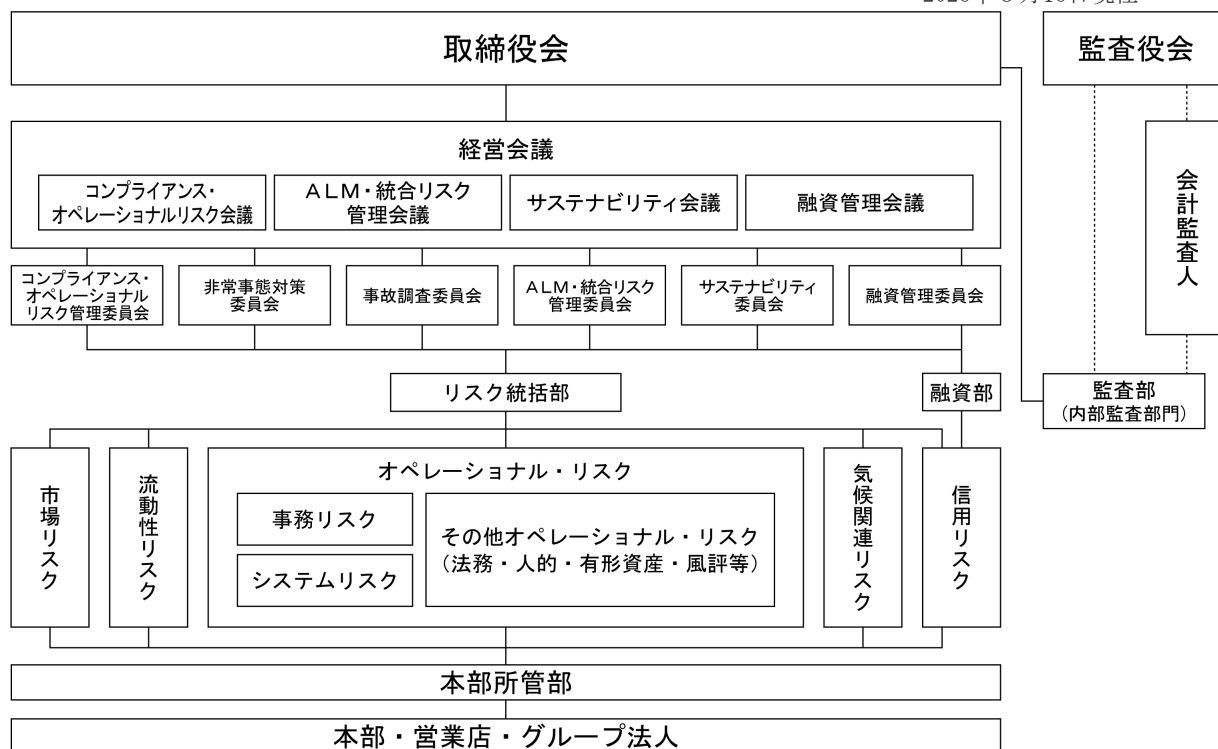 取締役会
監査役会
経営会議
コンプライアンス・
オペレーショナルリスク会議
ALM・統合リスク
管理会議
サステナビリティ会議
融資管理会議
会計監査人
コンプライアンス・
オペレーショナル
リスク管理委員会
非常事態対策
委員会
事故調査委員会
ALM・統合リスク
管理委員会
サステナビリティ
委員会
融資管理委員会
リスク統括部
融資部
監査部
(内部監査部門)
市場リスク
流動性リスク
オペレーショナル・リスク
事務リスク
システムリスク
その他オペレーショナル・リスク
(法務・人的・有形資産・風評等)
気候関連リスク
信用リスク
本部所管部
本部・営業店・グループ法人